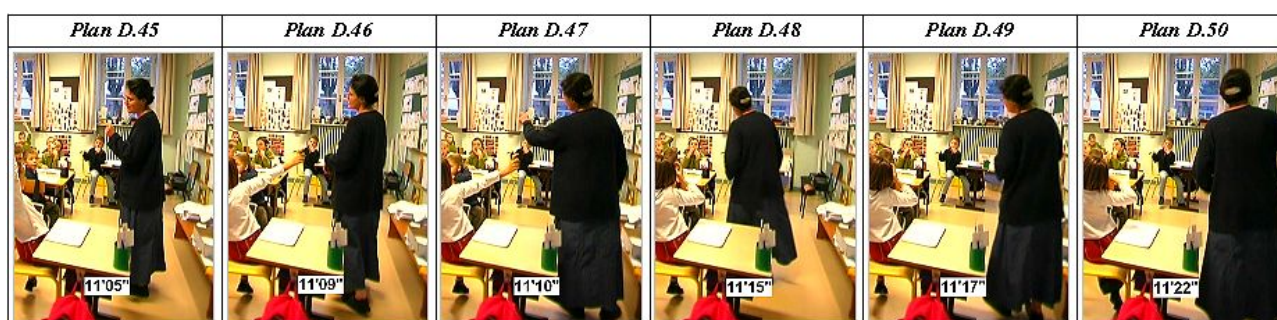 Plan D.45 Plan D.46 Plan D.47 Plan D.48 Plan D.49 Plan D.50
11'05" 11'09" 11'10" 11'15" 11'17" 11'22"